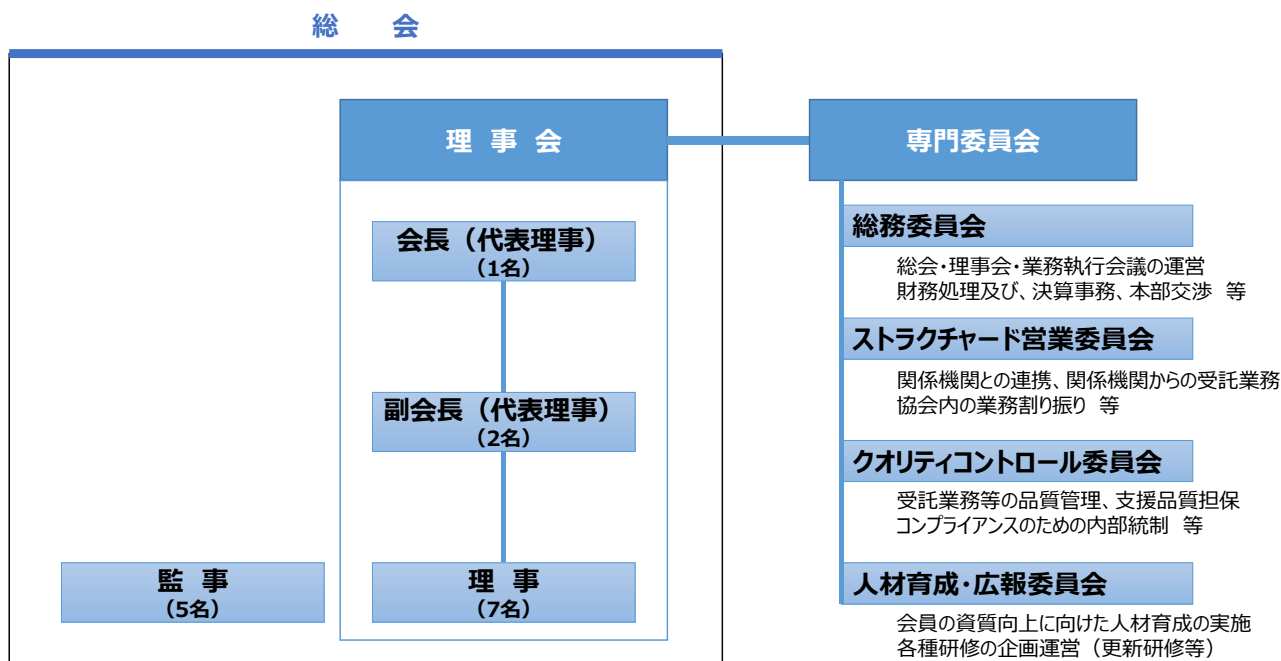 総 会
理 事 会
会長（代表理事）
（1名）
副会長（代表理事）
（2名）
監 事
（5名）
理 事
（7名）
専門委員会
総務委員会
総会・理事会・業務執行会議の運営
財務処理及び、決算事務、本部交渉 等
ストラクチャード営業委員会
関係機関との連携、関係機関からの受託業務
協会内の業務割り振り 等
クオリティコントロール委員会
受託業務等の品質管理、支援品質担保
コンプライアンスのための内部統制 等
人材育成・広報委員会
会員の資質向上に向けた人材育成の実施
各種研修の企画運営（更新研修等）